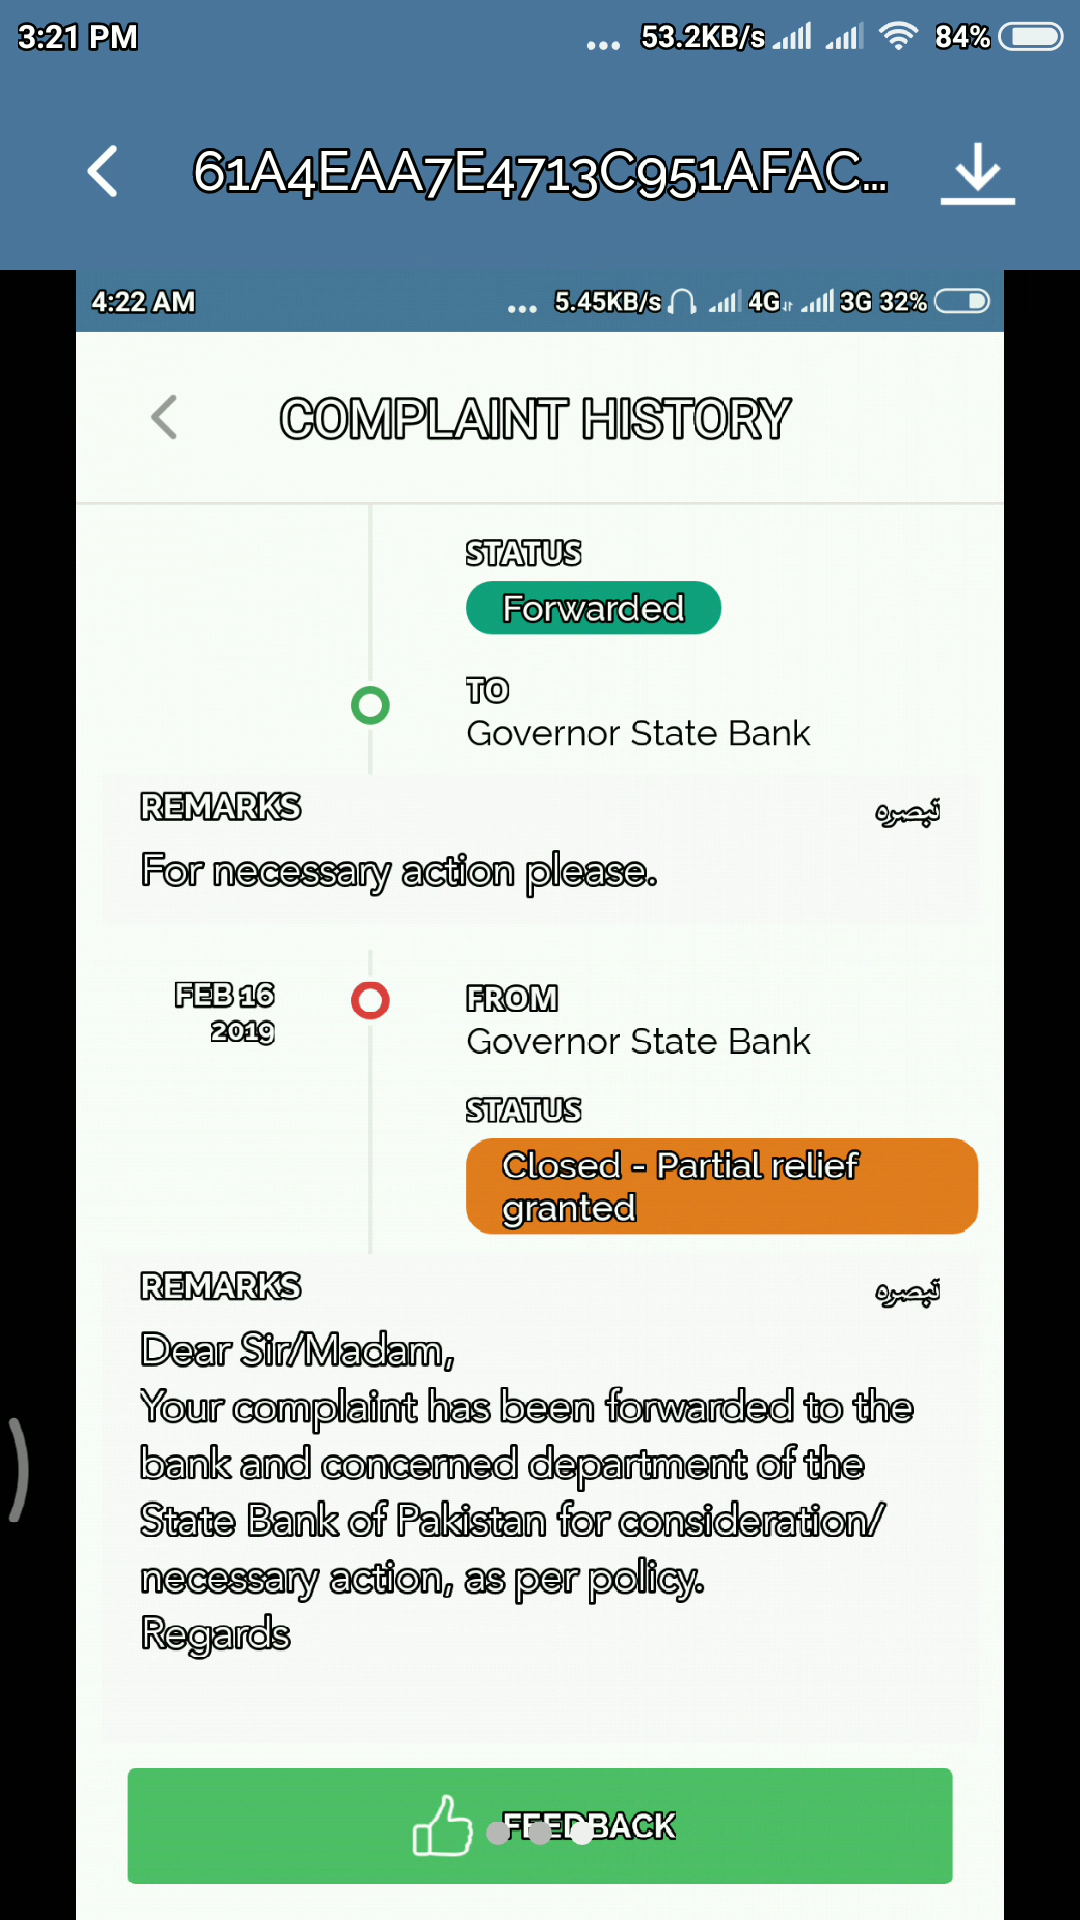 3:21 PM ... 53.2KB/s 84%
61A4EAA7E4713C951AFAC...
4:22 AM ... 5.45KB/s 4G 3G 32%
COMPLAINT HISTORY
STATUS
Forwarded
TO
Governor State Bank
REMARKS تبصرہ
For necessary action please.
FEB 16
2019
FROM
Governor State Bank
STATUS
Closed - Partial relief
granted
REMARKS تبصرہ
Dear Sir/Madam,
Your complaint has been forwarded to the
bank and concerned department of the
State Bank of Pakistan for consideration/
necessary action, as per policy.
Regards
FEEDBACK